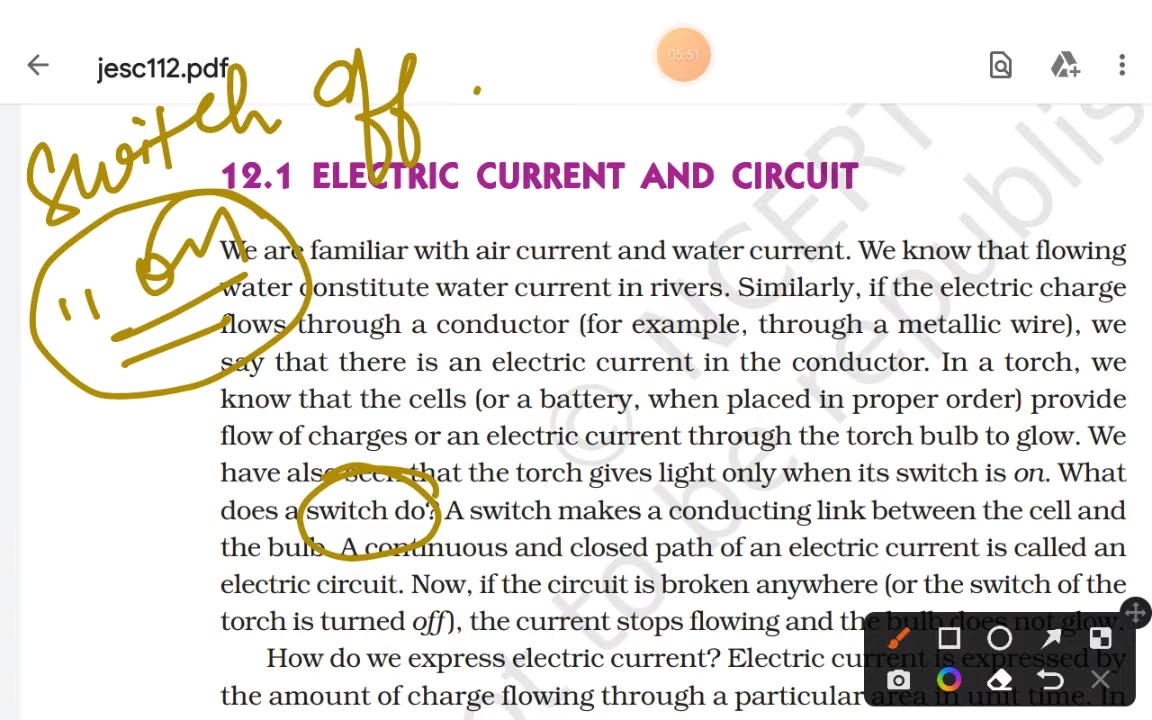 jesc112.pdf
05:51
switch off .
12.1 ELECTRIC CURRENT AND CIRCUIT
" on
We are familiar with air current and water current. We know that flowing
water constitute water current in rivers. Similarly, if the electric charge
flows through a conductor (for example, through a metallic wire), we
say that there is an electric current in the conductor. In a torch, we
know that the cells (or a battery, when placed in proper order) provide
flow of charges or an electric current through the torch bulb to glow. We
have also seen that the torch gives light only when its switch is on. What
does a switch do? A switch makes a conducting link between the cell and
the bulb. A continuous and closed path of an electric current is called an
electric circuit. Now, if the circuit is broken anywhere (or the switch of the
torch is turned off), the current stops flowing and the bulb does not glow.
How do we express electric current? Electric current is expressed by
the amount of charge flowing through a particular area in unit time. In
© NCERT
not to be republis